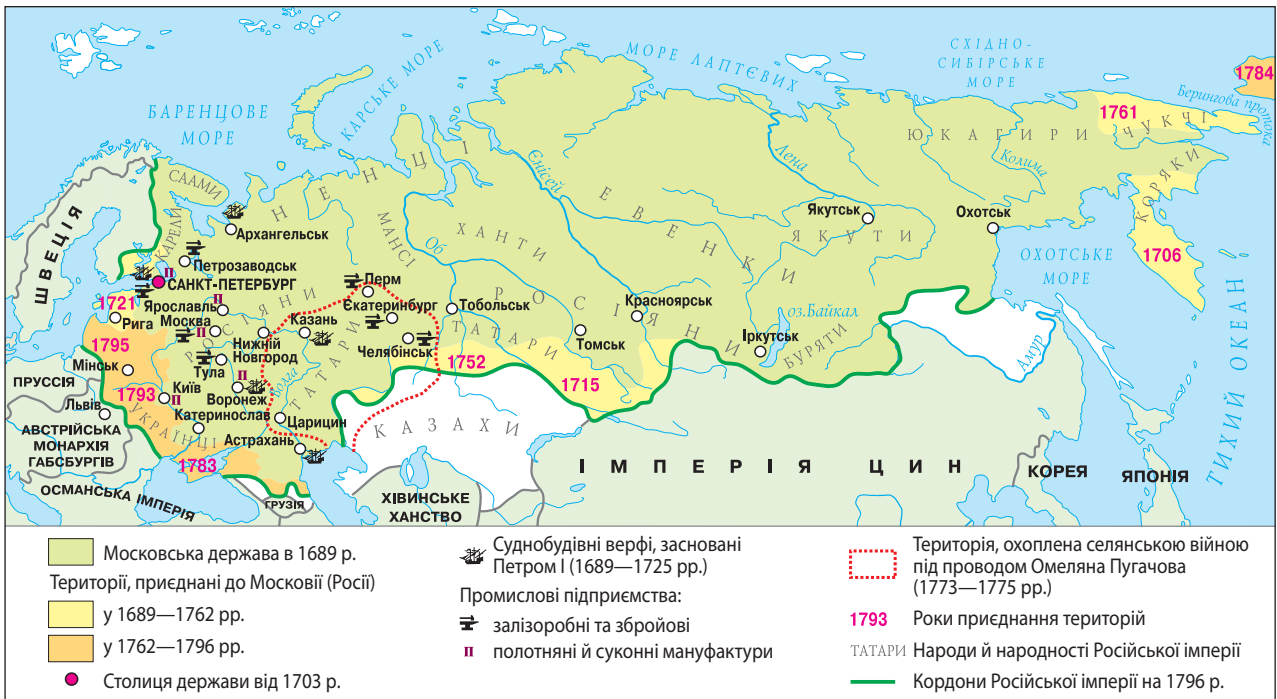 БАРЕНЦОВЕ
МОРЕ
КАРСЬКЕ МОРЕ
МОРЕ ЛАПТЄВИХ
СХІДНО-
СИБІРСЬКЕ
МОРЕ
1784
Берингова протока
1761
ЮКАГИРИ
ЧУКЧІ
КОРЯКИ
Колима
Лена
Єнісей
ЕВЕНКИ
НЕНЦІ
СААМИ
КАРЕЛИ
МАНСІ
ХАНТИ
Об
ЯКУТИ
Якутськ
Охотськ
ОХОТСЬКЕ
МОРЕ
1706
ТИХИЙ ОКЕАН
ШВЕЦІЯ
Архангельськ
Петрозаводськ
САНКТ-ПЕТЕРБУРГ
1721
Рига
Ярославль
Москва
РОСІЯНИ
Перм
Єкатеринбург
Тобольськ
РОСІЯНИ
Красноярськ
Казань
ТАТАРИ
Челябінськ
ТАТАРИ
Томськ
оз.Байкал
Іркутськ
БУРЯТИ
Амур
1795
Мінськ
Нижній
Новгород
Тула
1752
1715
ПРУССІЯ
1793
Київ
Воронеж
Волга
Львів
Катеринослав
УКРАЇНЦІ
Царицин
Астрахань
КАЗАХИ
АВСТРІЙСЬКА
МОНАРХІЯ
ГАБСБУРГІВ
1783
ОСМАНСЬКА ІМПЕРІЯ
ГРУЗІЯ
ХІВИНСЬКЕ
ХАНСТВО
ІМПЕРІЯ ЦИН
КОРЕЯ
ЯПОНІЯ
Московська держава в 1689 р.
Території, приєднані до Московії (Росії)
у 1689—1762 рр.
у 1762—1796 рр.
Столиця держави від 1703 р.
Суднобудівні верфі, засновані
Петром І (1689—1725 рр.)
Промислові підприємства:
залізоробні та збройові
полотняні й суконні мануфактури
Територія, охоплена селянською війною
під проводом Омеляна Пугачова
(1773—1775 рр.)
1793 Роки приєднання територій
ТАТАРИ Народи й народності Російської імперії
Кордони Російської імперії на 1796 р.